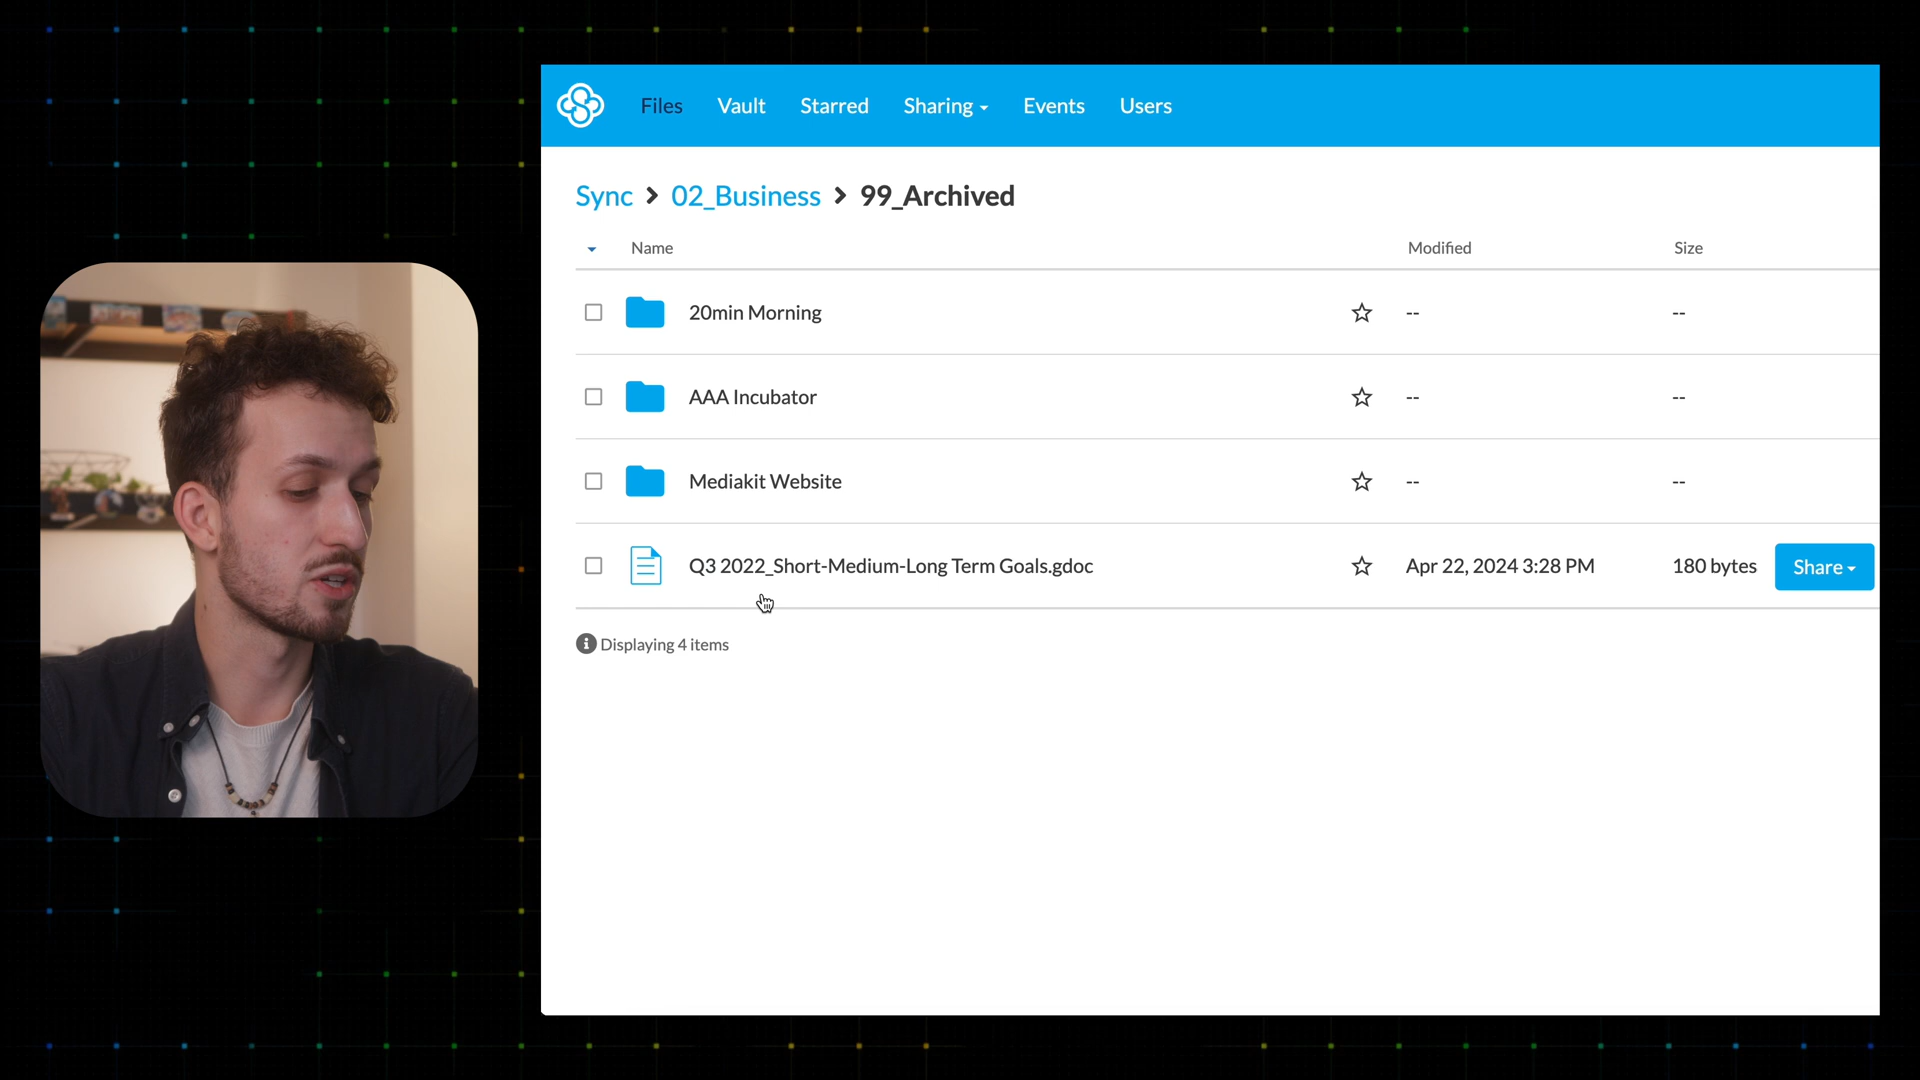 Files Vault Starred Sharing Events Users
Sync > 02_Business > 99_Archived
Name Modified Size
20min Morning -- --
AAA Incubator -- --
Mediakit Website -- --
Q3 2022_Short-Medium-Long Term Goals.gdoc Apr 22, 2024 3:28 PM 180 bytes Share
Displaying 4 items